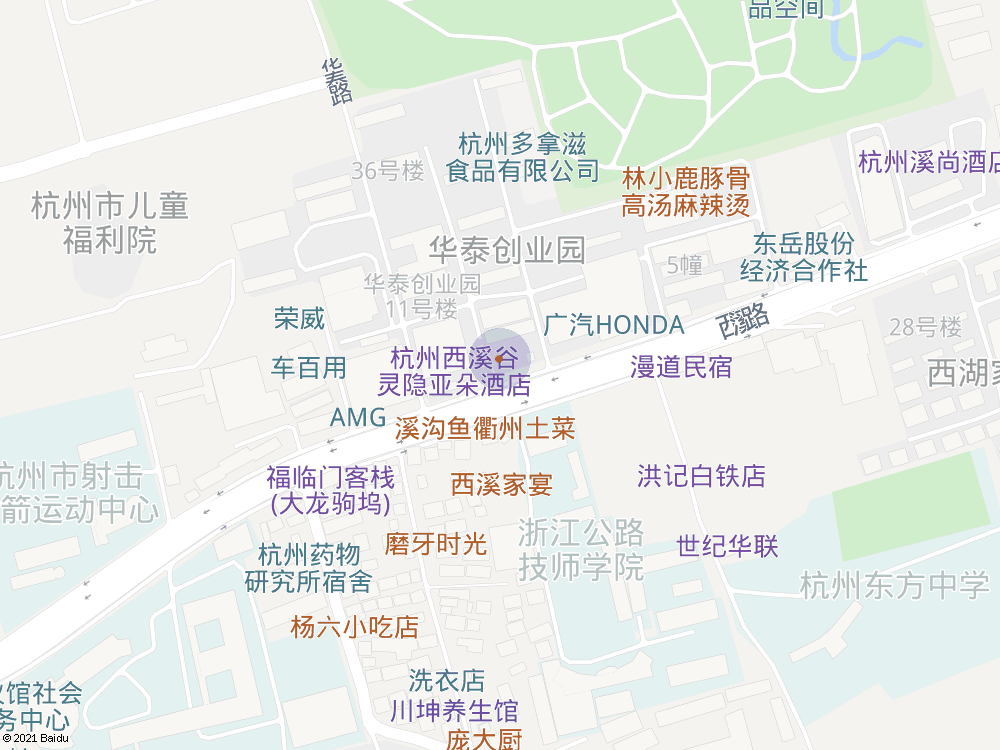 品空间
华泰路
杭州多拿滋
食品有限公司
36号楼
林小鹿豚骨
高汤麻辣烫
杭州溪尚酒店
杭州市儿童
福利院
华泰创业园
东岳股份
经济合作社
5幢
华泰创业园
11号楼
荣威
广汽HONDA
西溪路
28号楼
杭州西溪谷
灵隐亚朵酒店
车百用
漫道民宿
西湖家
AMG
溪沟鱼衢州土菜
杭州市射击
箭运动中心
福临门客栈
(大龙驹坞)
西溪家宴
洪记白铁店
浙江公路
技师学院
磨牙时光
世纪华联
杭州药物
研究所宿舍
杭州东方中学
杨六小吃店
洗衣店
仪馆社会
务中心
川坤养生馆
庞大厨
© 2021 Baidu